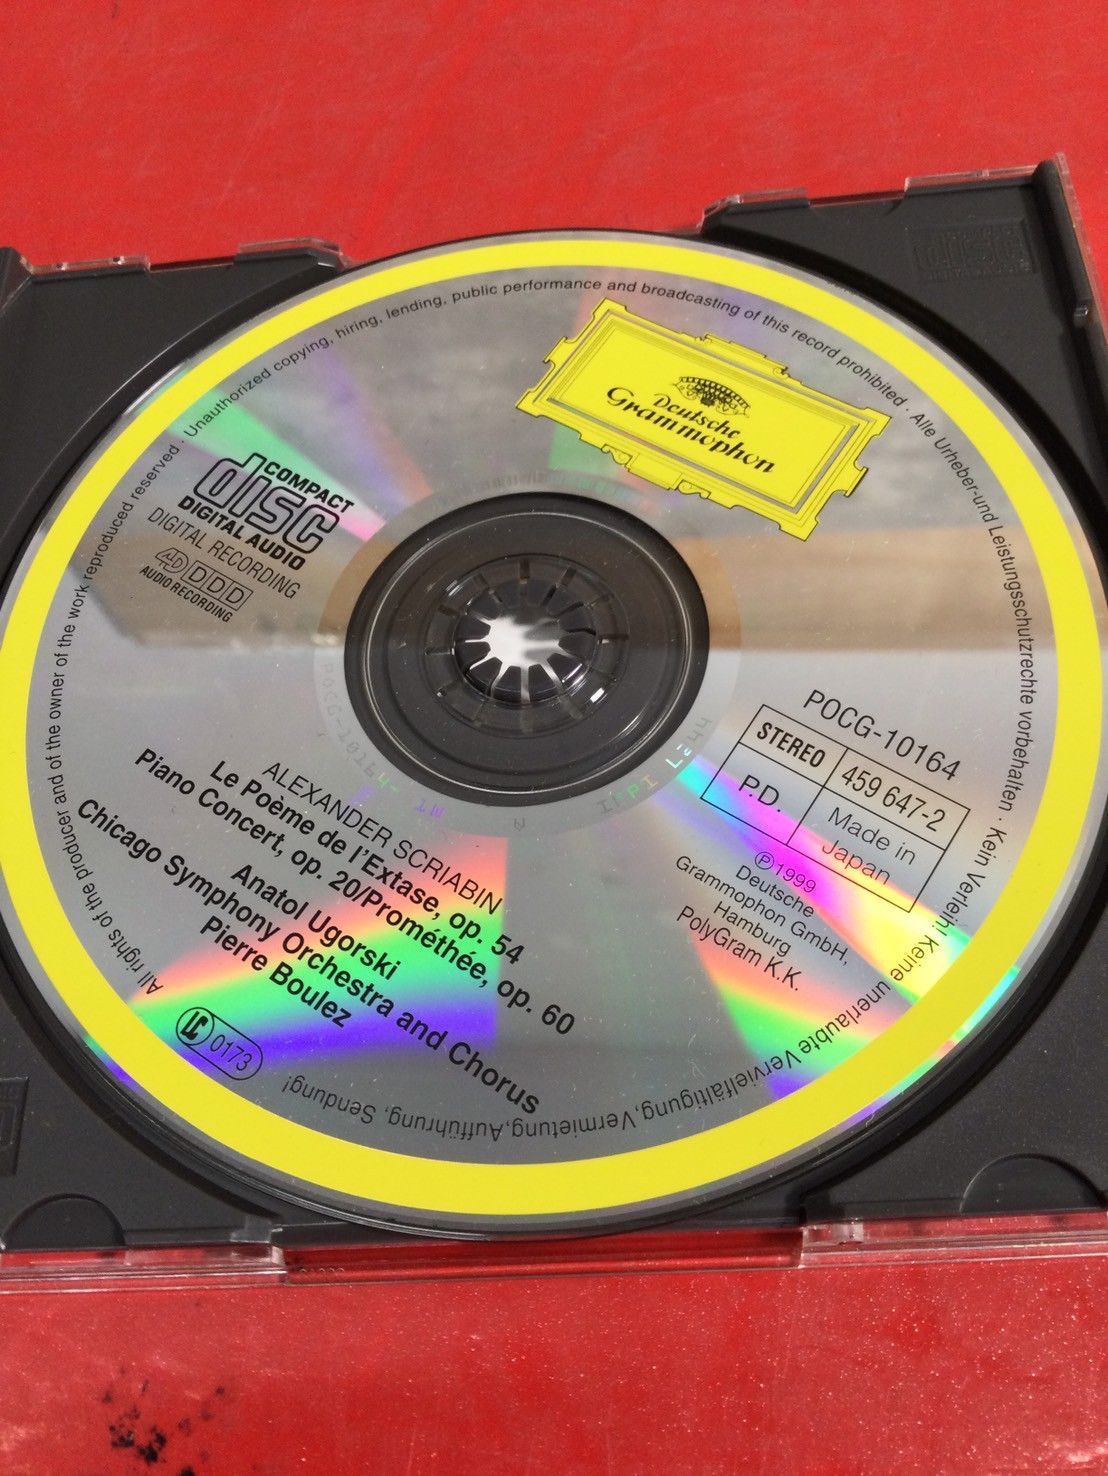 All rights of the producer and of the owner of the work reproduced reserved · Unauthorized copying, hiring, lending, public performance and broadcasting of this record prohibited · Alle Urheber-und Leistungsschutzrechte vorbehalten · Kein Verleih! Keine unerlaubte Vervielfältigung,Vermietung,Aufführung, Sendung!
Deutsche
Grammophon
COMPACT
disc
DIGITAL AUDIO
DIGITAL RECORDING
4D DDD
AUDIO RECORDING
POCG-10164
STEREO
459 647-2
P.D.
Made in
Japan
Ⓟ1999
Deutsche
Grammophon GmbH,
Hamburg
PolyGram K.K.
ALEXANDER SCRIABIN
Le Poème de l'Extase, op. 54
Piano Concert, op. 20/Prométhée, op. 60
Anatol Ugorski
Chicago Symphony Orchestra and Chorus
Pierre Boulez
LC 0173
POCG-10164-
disc